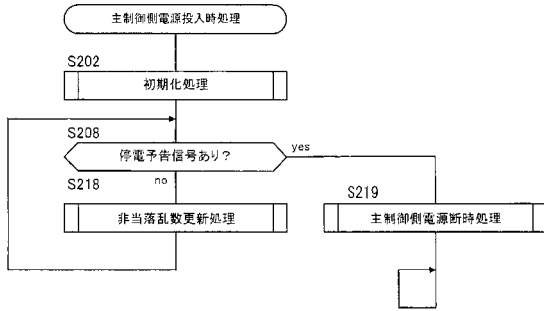 主制御側電源投入時処理
S202
初期化処理
S208
停電予告信号あり？
yes
no
S218
非当落乱数更新処理
S219
主制御側電源断時処理